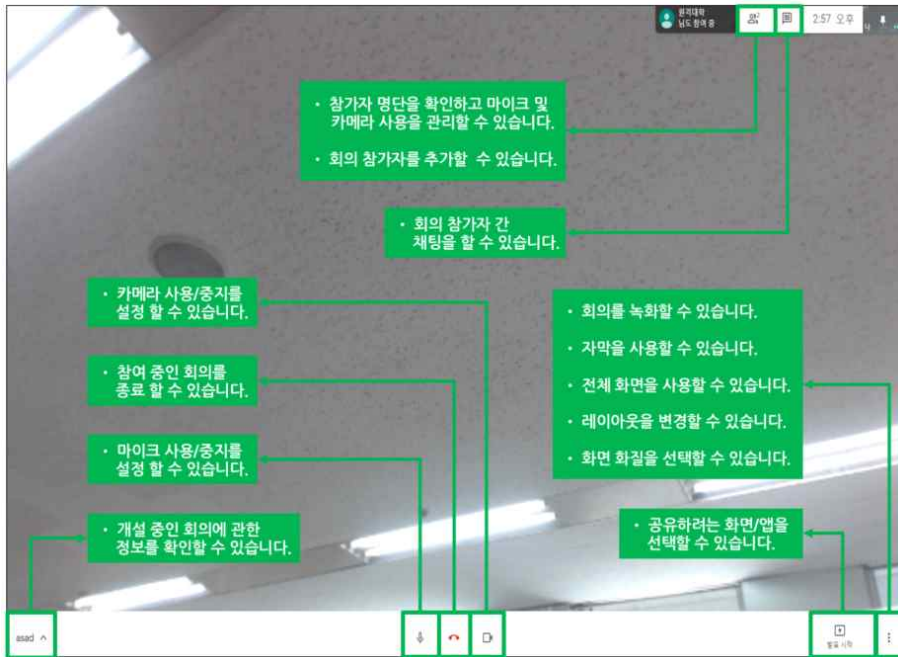 원격대학
님도 참여 중
2:57 오후
• 참가자 명단을 확인하고 마이크 및
카메라 사용을 관리할 수 있습니다.
• 회의 참가자를 추가할 수 있습니다.
• 회의 참가자 간
채팅을 할 수 있습니다.
• 카메라 사용/중지를
설정 할 수 있습니다.
• 참여 중인 회의를
종료 할 수 있습니다.
• 마이크 사용/중지를
설정 할 수 있습니다.
• 개설 중인 회의에 관한
정보를 확인할 수 있습니다.
• 회의를 녹화할 수 있습니다.
• 자막을 사용할 수 있습니다.
• 전체 화면을 사용할 수 있습니다.
• 레이아웃을 변경할 수 있습니다.
• 화면 화질을 선택할 수 있습니다.
• 공유하려는 화면/앱을
선택할 수 있습니다.
asad
발표 시작